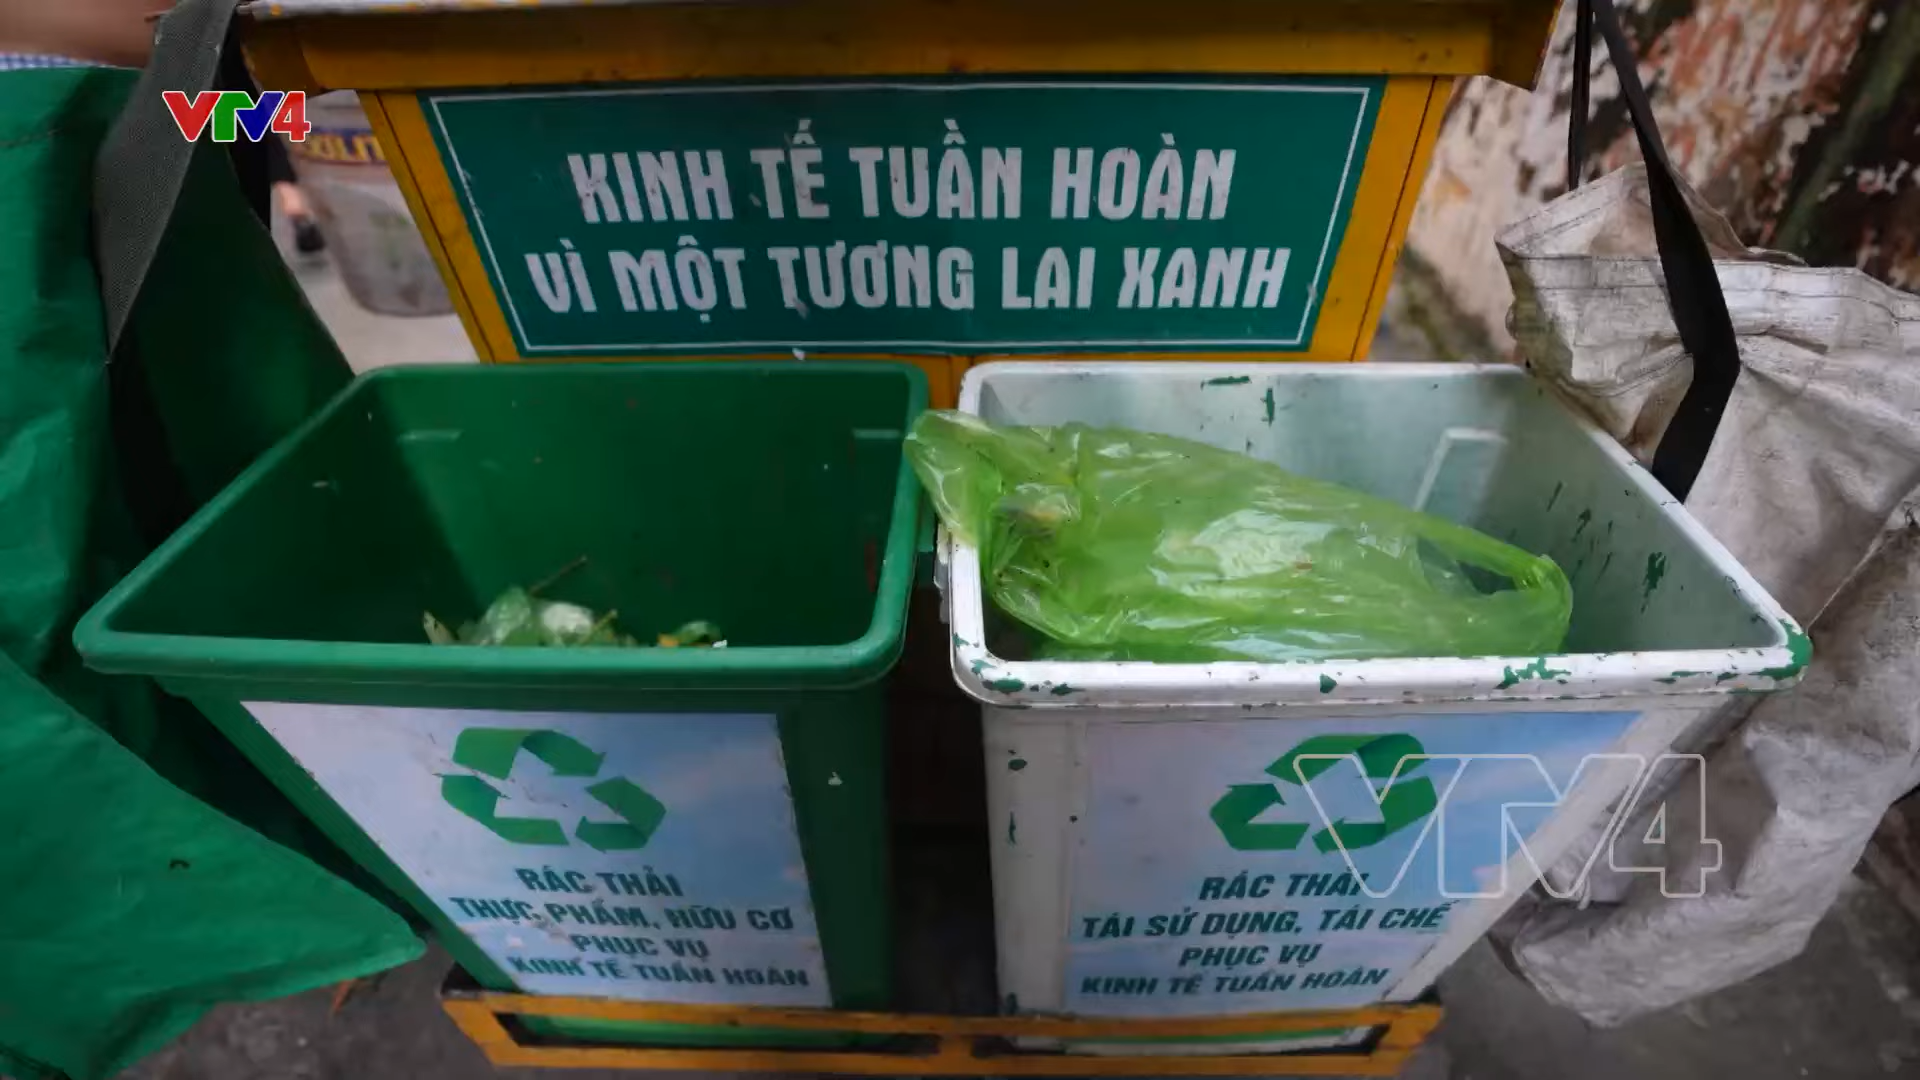 VTV4
KINH TẾ TUẦN HOÀN
VÌ MỘT TƯƠNG LAI XANH
RÁC THẢI
THỰC PHẨM, HỮU CƠ
PHỤC VỤ
KINH TẾ TUẦN HOÀN
RÁC THẢI
TÁI SỬ DỤNG, TÁI CHẾ
PHỤC VỤ
KINH TẾ TUẦN HOÀN
VTV4